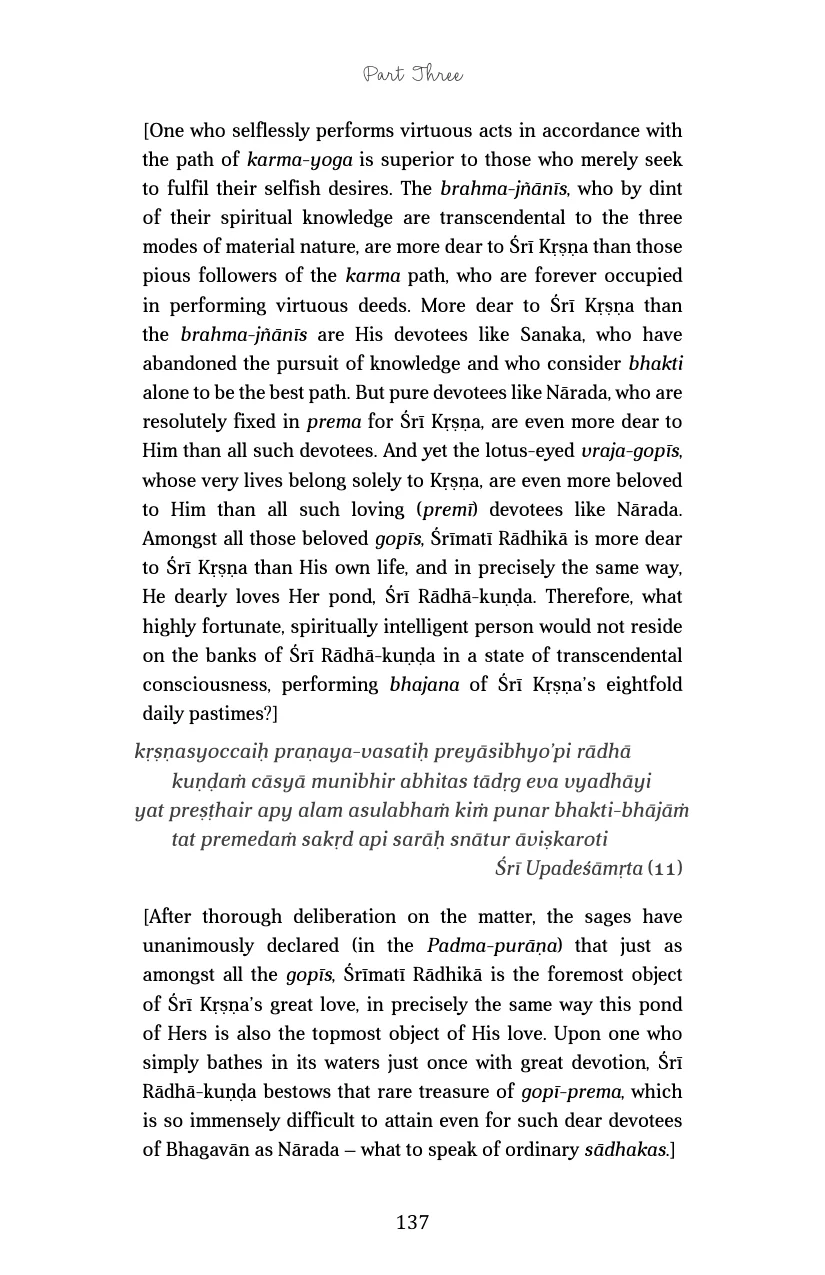 Part Three
[One who selflessly performs virtuous acts in accordance with
the path of karma-yoga is superior to those who merely seek
to fulfil their selfish desires. The brahma-jñānīs, who by dint
of their spiritual knowledge are transcendental to the three
modes of material nature, are more dear to Śrī Kṛṣṇa than those
pious followers of the karma path, who are forever occupied
in performing virtuous deeds. More dear to Śrī Kṛṣṇa than
the brahma-jñānīs are His devotees like Sanaka, who have
abandoned the pursuit of knowledge and who consider bhakti
alone to be the best path. But pure devotees like Nārada, who are
resolutely fixed in prema for Śrī Kṛṣṇa, are even more dear to
Him than all such devotees. And yet the lotus-eyed vraja-gopīs,
whose very lives belong solely to Kṛṣṇa, are even more beloved
to Him than all such loving (premī) devotees like Nārada.
Amongst all those beloved gopīs, Śrīmatī Rādhikā is more dear
to Śrī Kṛṣṇa than His own life, and in precisely the same way,
He dearly loves Her pond, Śrī Rādhā-kuṇḍa. Therefore, what
highly fortunate, spiritually intelligent person would not reside
on the banks of Śrī Rādhā-kuṇḍa in a state of transcendental
consciousness, performing bhajana of Śrī Kṛṣṇa’s eightfold
daily pastimes?]
kṛṣṇasyoccaiḥ praṇaya-vasatiḥ preyāsibhyo’pi rādhā
kuṇḍaṁ cāsyā munibhir abhitas tādṛg eva vyadhāyi
yat preṣṭhair apy alam asulabhaṁ kiṁ punar bhakti-bhājāṁ
tat premedaṁ sakṛd api sarāḥ snātur āviṣkaroti
Śrī Upadeśāmṛta (11)
[After thorough deliberation on the matter, the sages have
unanimously declared (in the Padma-purāṇa) that just as
amongst all the gopīs, Śrīmatī Rādhikā is the foremost object
of Śrī Kṛṣṇa’s great love, in precisely the same way this pond
of Hers is also the topmost object of His love. Upon one who
simply bathes in its waters just once with great devotion, Śrī
Rādhā-kuṇḍa bestows that rare treasure of gopī-prema, which
is so immensely difficult to attain even for such dear devotees
of Bhagavān as Nārada – what to speak of ordinary sādhakas.]
137